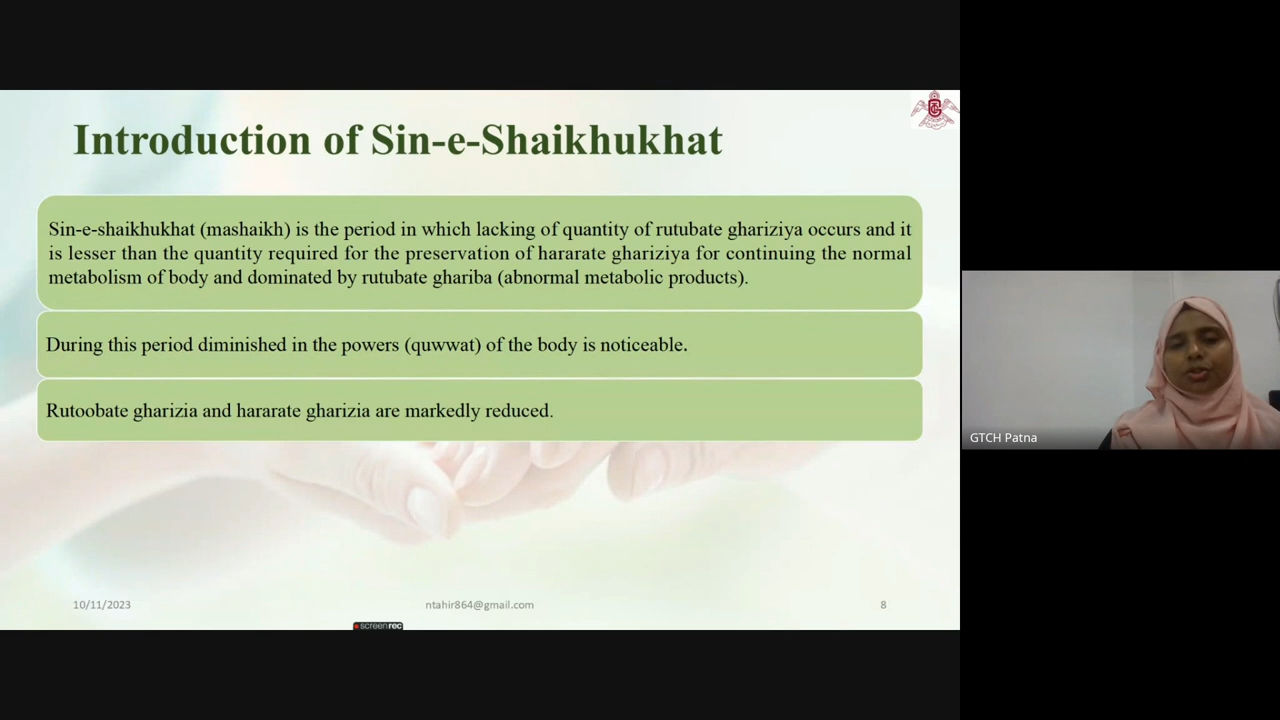 Introduction of Sin-e-Shaikhukhat
Sin-e-shaikhukhat (mashaikh) is the period in which lacking of quantity of rutubate ghariziya occurs and it
is lesser than the quantity required for the preservation of hararate ghariziya for continuing the normal
metabolism of body and dominated by rutubate ghariba (abnormal metabolic products).
During this period diminished in the powers (quwwat) of the body is noticeable.
Rutoobate gharizia and hararate gharizia are markedly reduced.
GTCH Patna
10/11/2023
ntahir864@gmail.com
8
screenrec